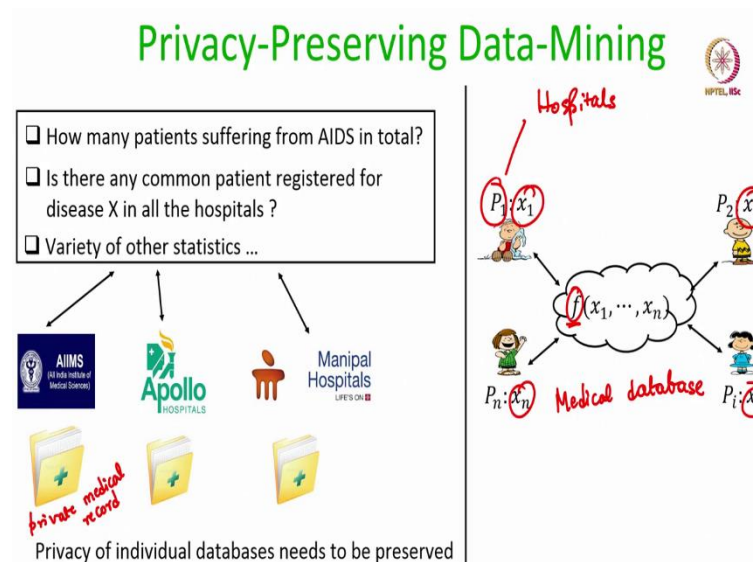 Privacy-Preserving Data-Mining
NPTEL, IISc
❑ How many patients suffering from AIDS in total?
❑ Is there any common patient registered for
disease X in all the hospitals ?
❑ Variety of other statistics ...
AIIMS
(All India Institute of
Medical Sciences)
Apollo
HOSPITALS
Manipal
Hospitals
LIFE'S ON
private medical
record
Privacy of individual databases needs to be preserved
Hospitals
P₁: x₁
P₂: x
f(x₁, ⋯, xₙ)
Pₙ: xₙ
Medical database
Pᵢ: x